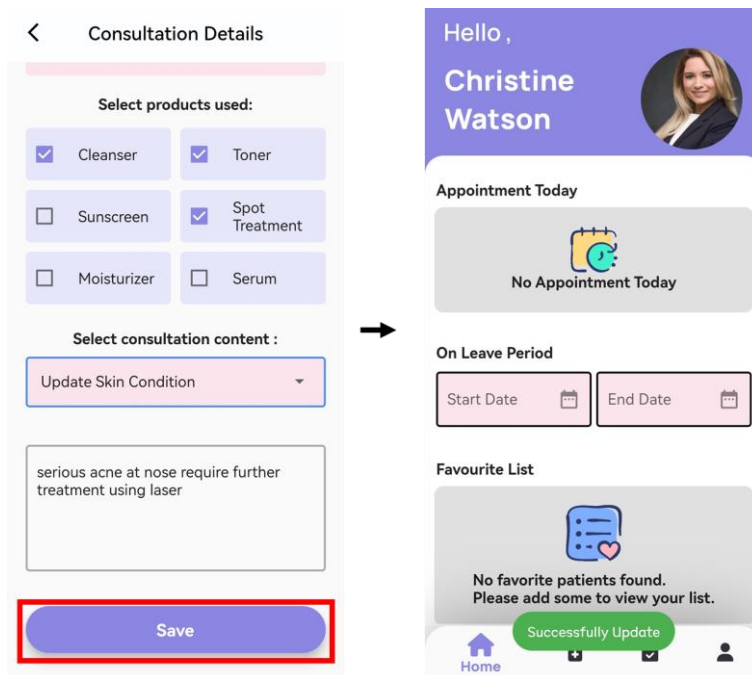 Consultation Details
Select products used:
Cleanser
Toner
Sunscreen
Spot
Treatment
Moisturizer
Serum
Select consultation content :
Update Skin Condition
serious acne at nose require further
treatment using laser
Save
Hello ,
Christine
Watson
Appointment Today
No Appointment Today
On Leave Period
Start Date
End Date
Favourite List
No favorite patients found.
Please add some to view your list.
Successfully Update
Home